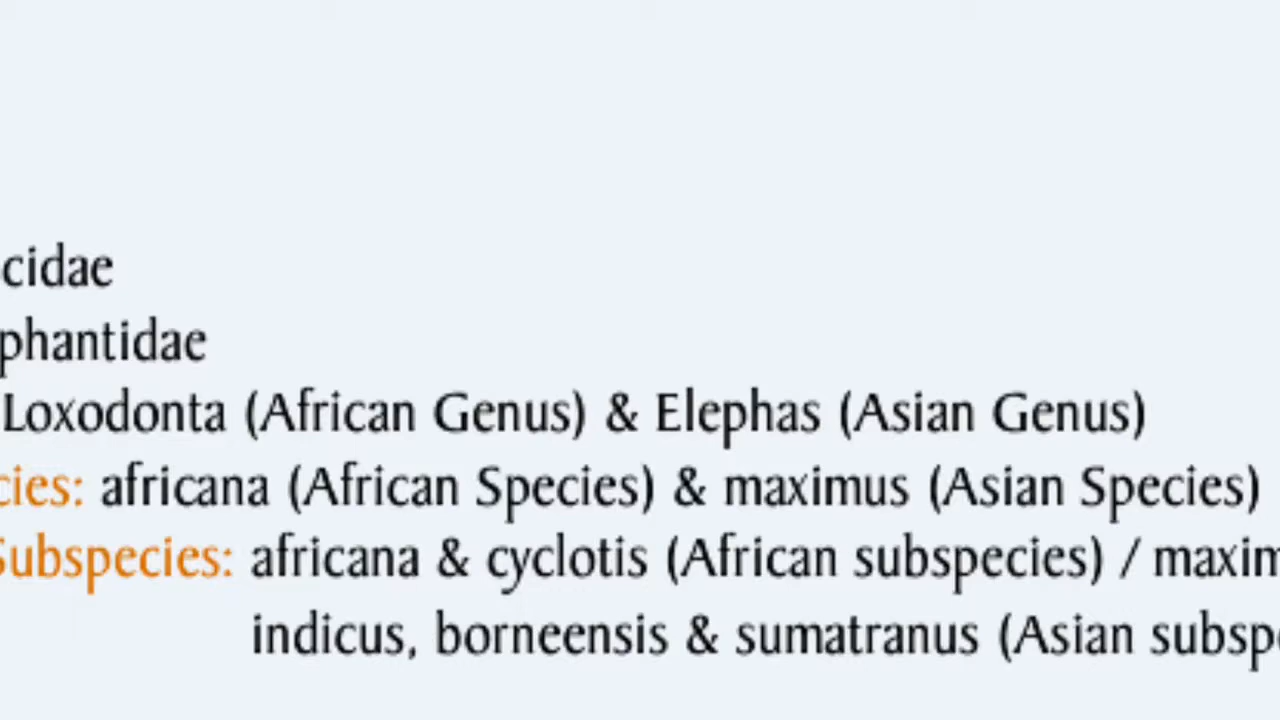 cidae
phantidae
Loxodonta (African Genus) & Elephas (Asian Genus)
cies: africana (African Species) & maximus (Asian Species)
Subspecies: africana & cyclotis (African subspecies) / maxim
indicus, borneensis & sumatranus (Asian subspe